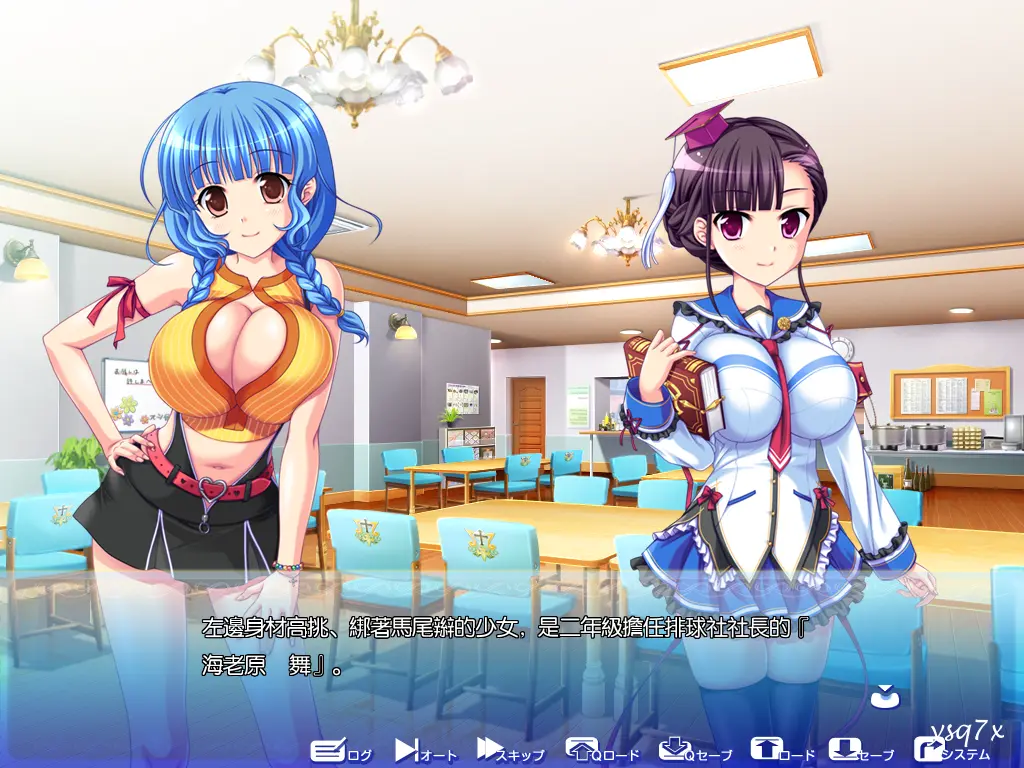 左邊身材高挑、綁著馬尾辮的少女，是二年級擔任排球社社長的『
海老原　舞』。
ログ
オート
スキップ
Qロード
Qセーブ
ロード
セーブ
システム
ysq7x